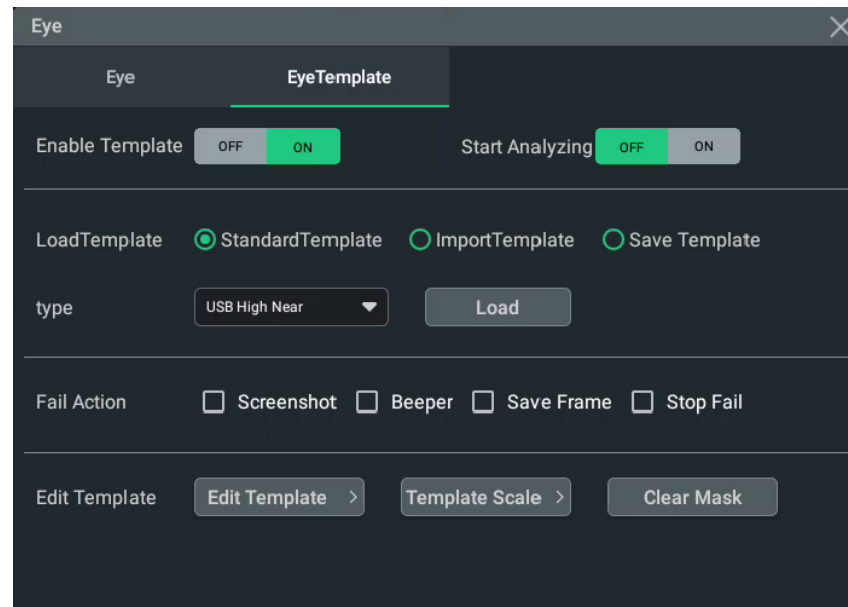 Eye
Eye EyeTemplate
Enable Template OFF ON Start Analyzing OFF ON
LoadTemplate StandardTemplate ImportTemplate Save Template
type USB High Near Load
Fail Action Screenshot Beeper Save Frame Stop Fail
Edit Template Edit Template > Template Scale > Clear Mask